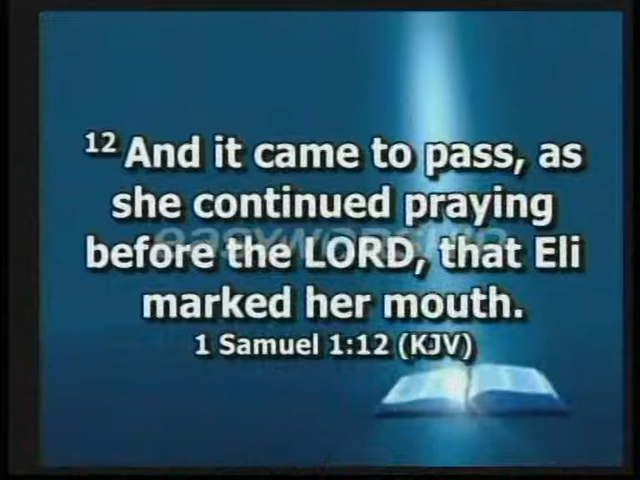 12 And it came to pass, as
she continued praying
before the LORD, that Eli
marked her mouth.
1 Samuel 1:12 (KJV)
easyworship